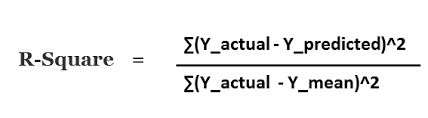 ∑(Y_actual - Y_predicted)^2
R-Square =
∑(Y_actual - Y_mean)^2